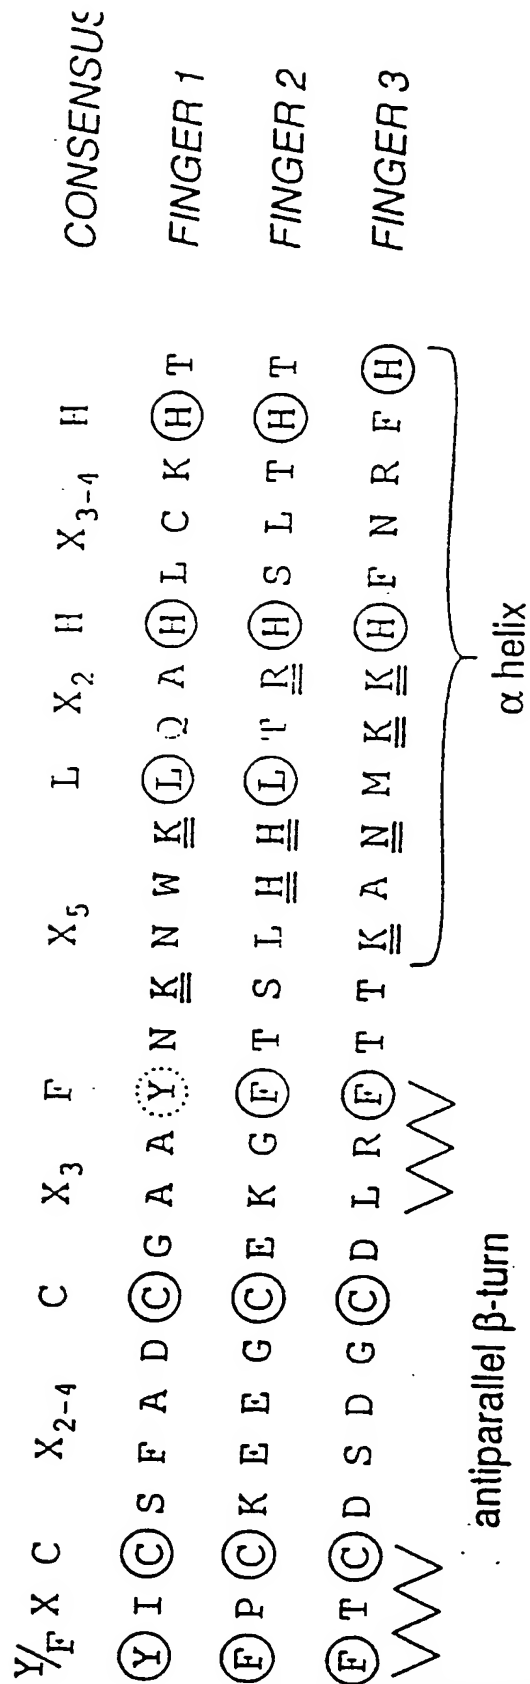 Y/F X C X2-4 C X3 F X5 L X2 H X3-4 H CONSENSUS
Y I C S F A D C G A A Y N K N W K L Q A H L C K H T FINGER 1
F P C K E E G C E K G F T S L H H L T R H S L T H T FINGER 2
F T C D S D G C D L R F T T K A N M K K H F N R F H FINGER 3
antiparallel β-turn α helix